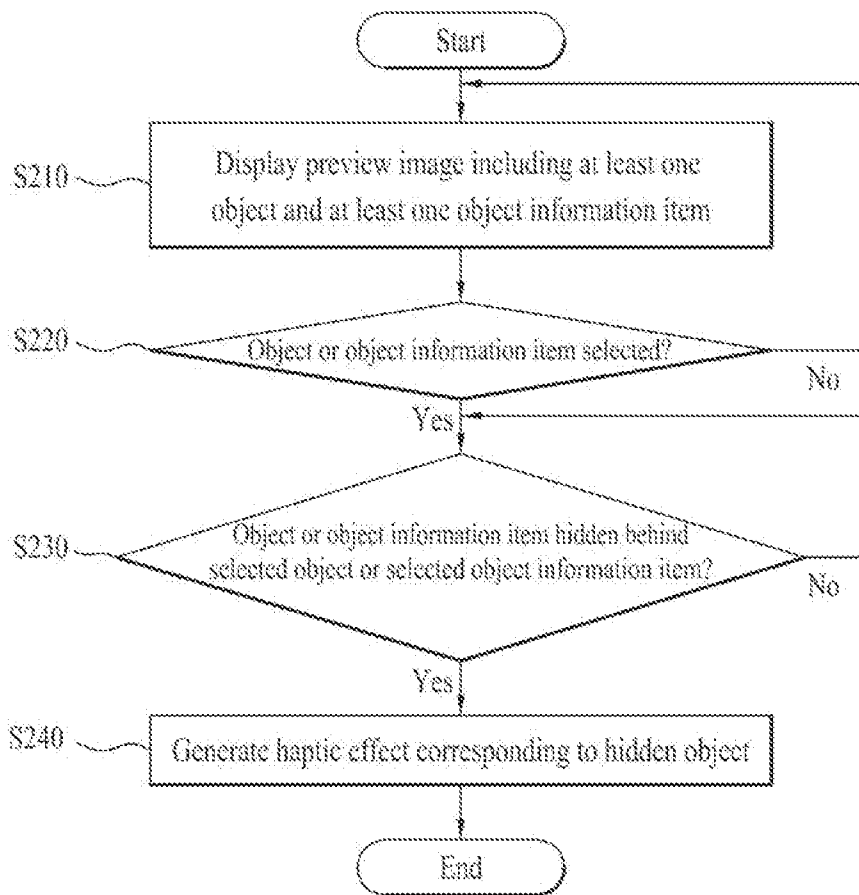 Start
S210
Display preview image including at least one
object and at least one object information item
S220
Object or object information item selected?
No
Yes
S230
Object or object information item hidden behind
selected object or selected object information item?
No
Yes
S240
Generate haptic effect corresponding to hidden object
End